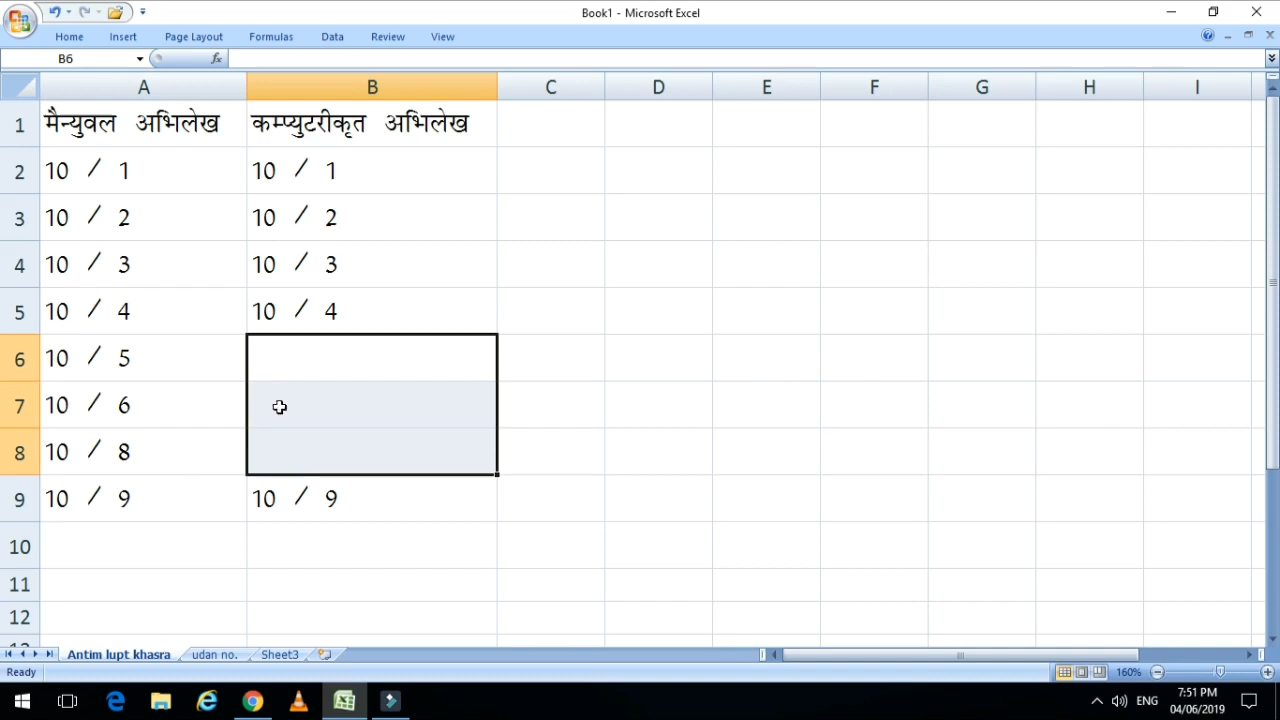 Book1 - Microsoft Excel
Home Insert Page Layout Formulas Data Review View
B6 fx
A B C D E F G H I
1 मैन्युवल अभिलेख कम्प्युटरीकृत अभिलेख
2 10 / 1 10 / 1
3 10 / 2 10 / 2
4 10 / 3 10 / 3
5 10 / 4 10 / 4
6 10 / 5
7 10 / 6
8 10 / 8
9 10 / 9 10 / 9
10
11
12
13
Antim lupt khasra udan no. Sheet3
Ready 160%
ENG 7:51 PM
04/06/2019